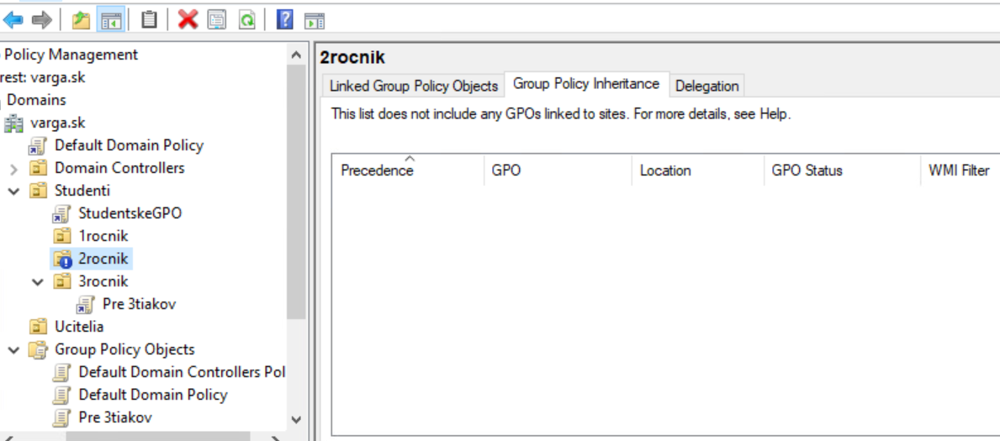 Policy Management
rest: varga.sk
Domains
varga.sk
Default Domain Policy
Domain Controllers
Studenti
StudentskeGPO
1rocnik
2rocnik
3rocnik
Pre 3tiakov
Ucitelia
Group Policy Objects
Default Domain Controllers Pol
Default Domain Policy
Pre 3tiakov
2rocnik
Linked Group Policy Objects Group Policy Inheritance Delegation
This list does not include any GPOs linked to sites. For more details, see Help.
Precedence GPO Location GPO Status WMI Filter